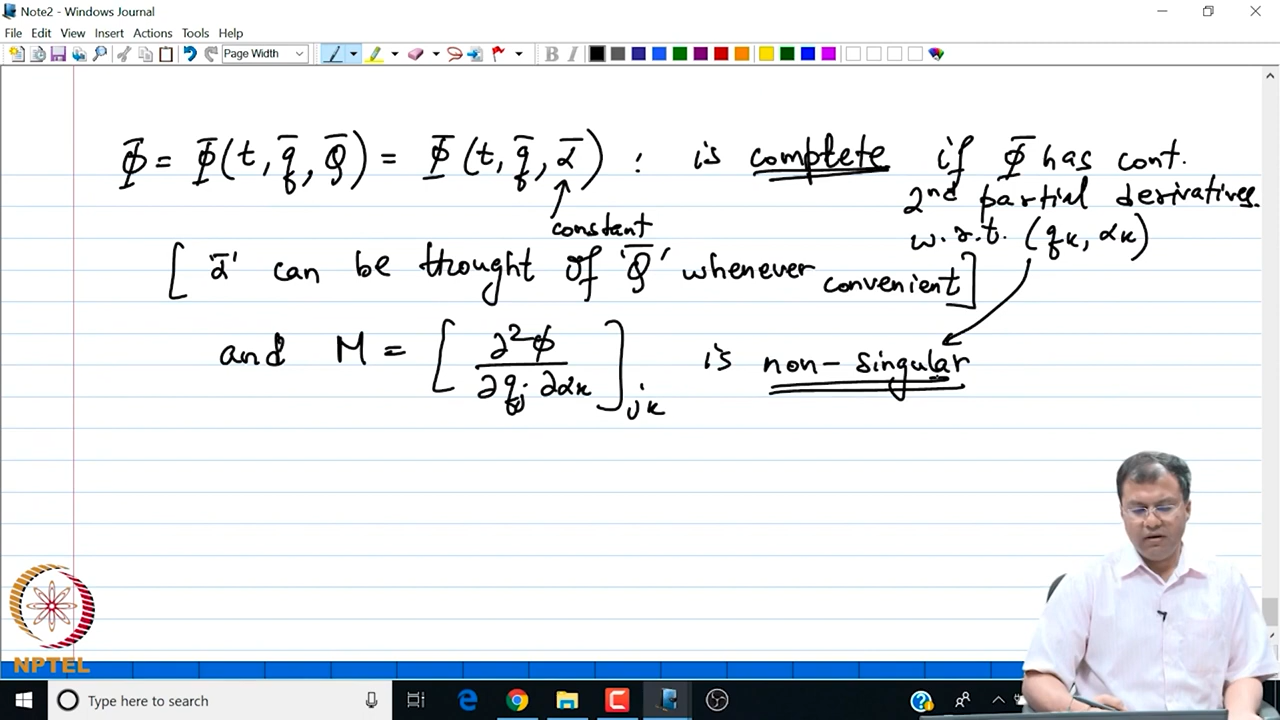 Note2 - Windows Journal
File Edit View Insert Actions Tools Help
Page Width
B I
Φ̄ = Φ̄(t, q̄, Q̄) = Φ̄(t, q̄, ᾱ) : is complete if Φ̄ has cont.
2nd partial derivatives
w.r.t. (qk, αk)
constant
[ 'ᾱ' can be thought of 'Q̄' whenever convenient ]
and M = [ ∂²Φ / ∂qj ∂αk ]jk is non-singular
NPTEL
Type here to search